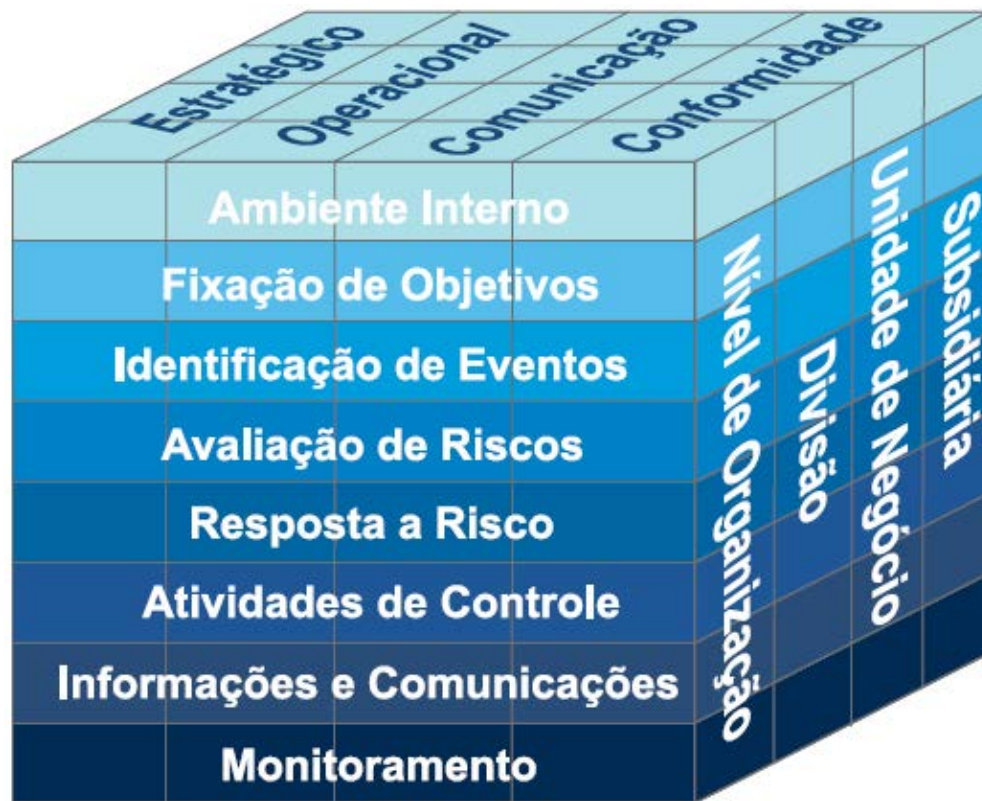 Estratégico
Operacional
Comunicação
Conformidade
Ambiente Interno
Fixação de Objetivos
Identificação de Eventos
Avaliação de Riscos
Resposta a Risco
Atividades de Controle
Informações e Comunicações
Monitoramento
Nível de Organização
Divisão
Unidade de Negócio
Subsidiária